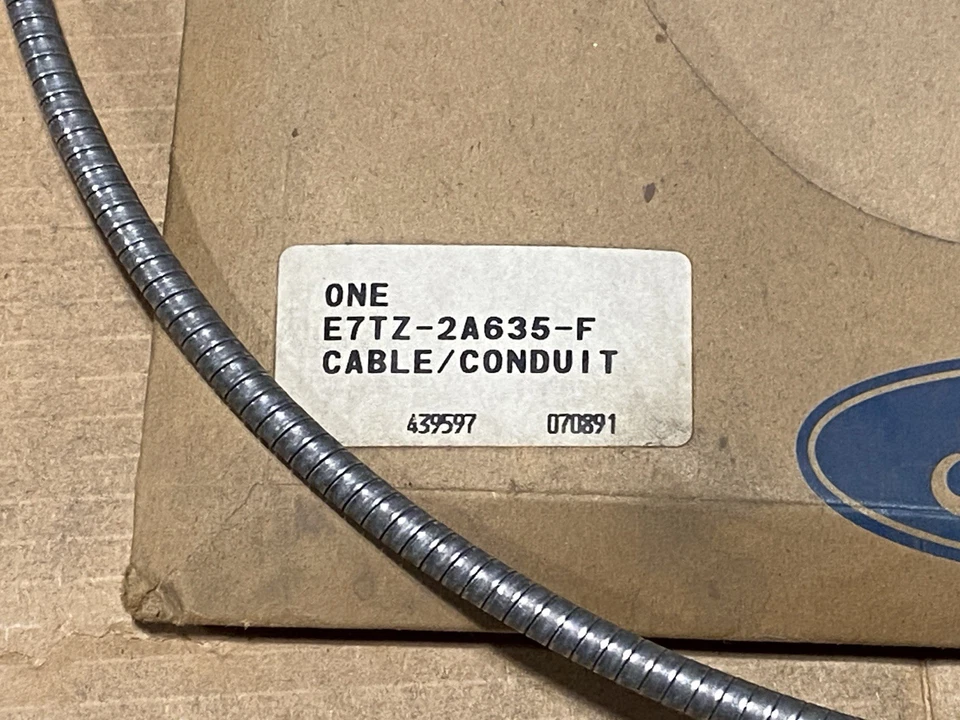 ONE
E7TZ-2A635-F
CABLE/CONDUIT
439597 070891